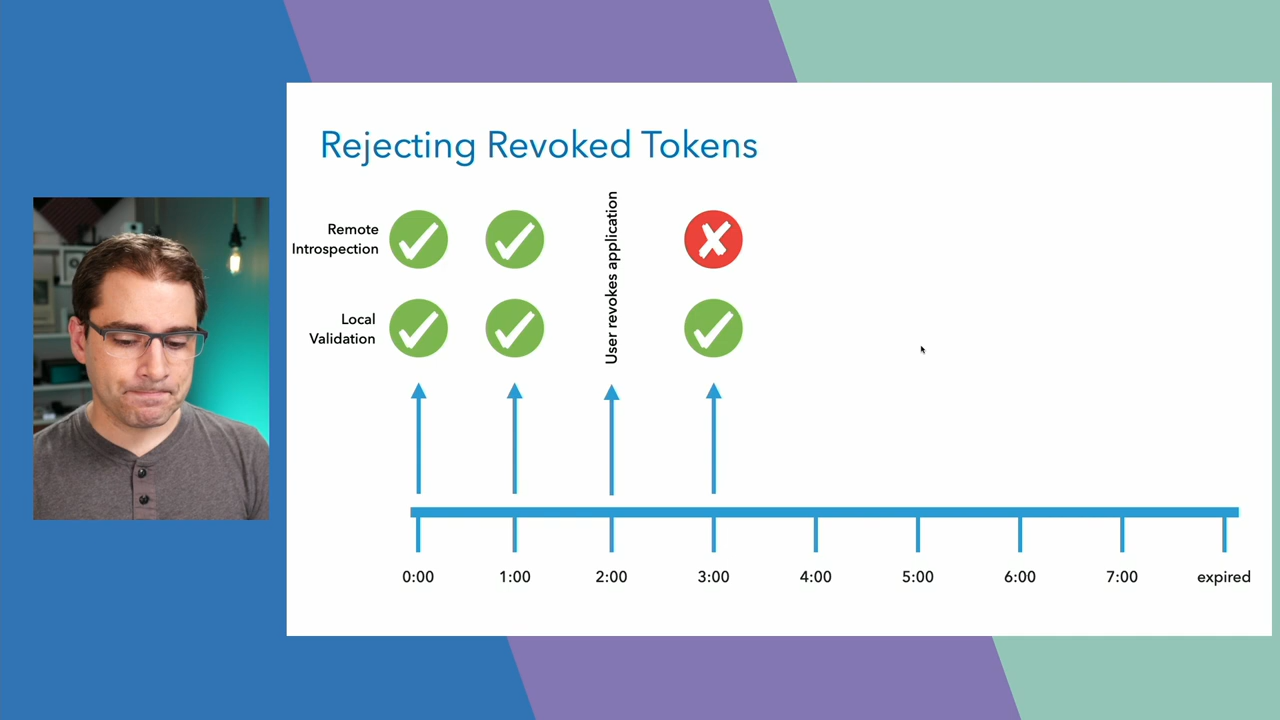 Rejecting Revoked Tokens
Remote
Introspection
Local
Validation
User revokes application
0:00
1:00
2:00
3:00
4:00
5:00
6:00
7:00
expired